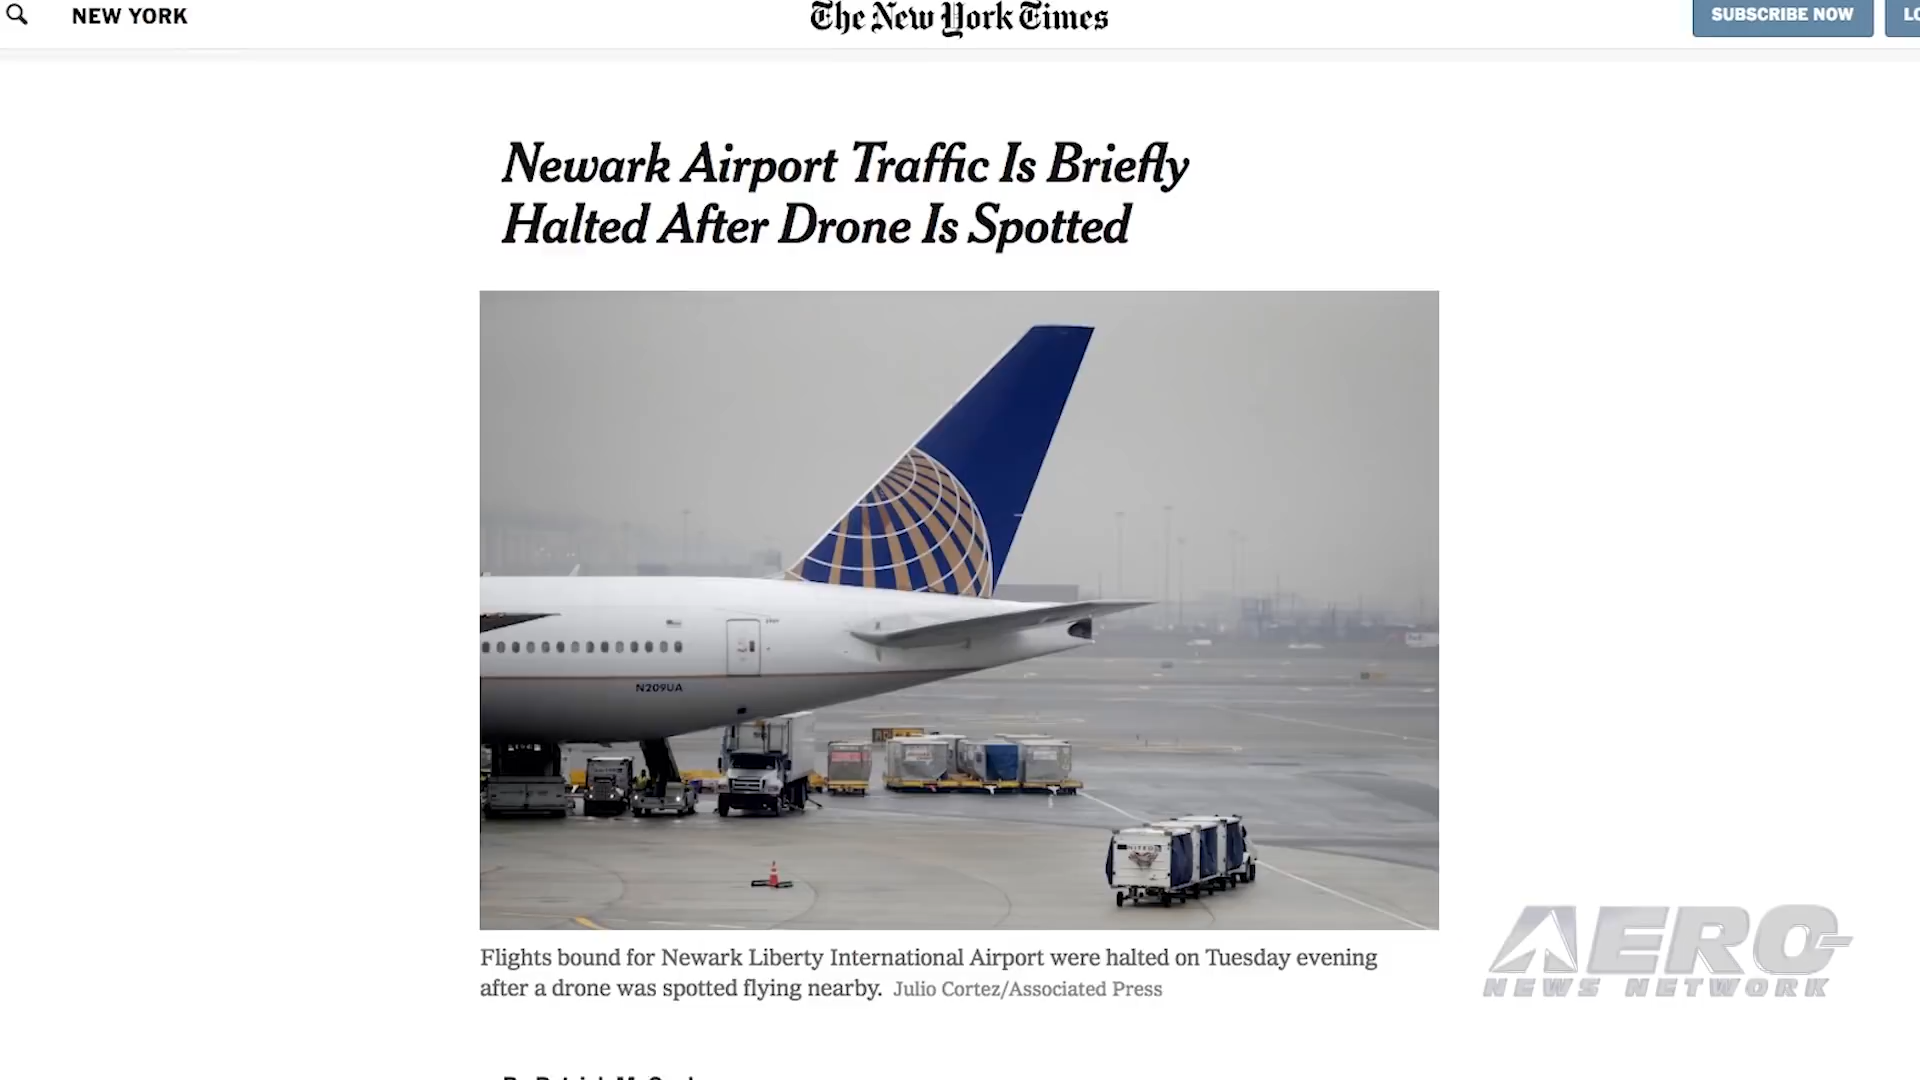 NEW YORK
The New York Times
SUBSCRIBE NOW
Newark Airport Traffic Is Briefly
Halted After Drone Is Spotted
N209UA
Flights bound for Newark Liberty International Airport were halted on Tuesday evening
after a drone was spotted flying nearby. Julio Cortez/Associated Press
AERO
NEWS NETWORK